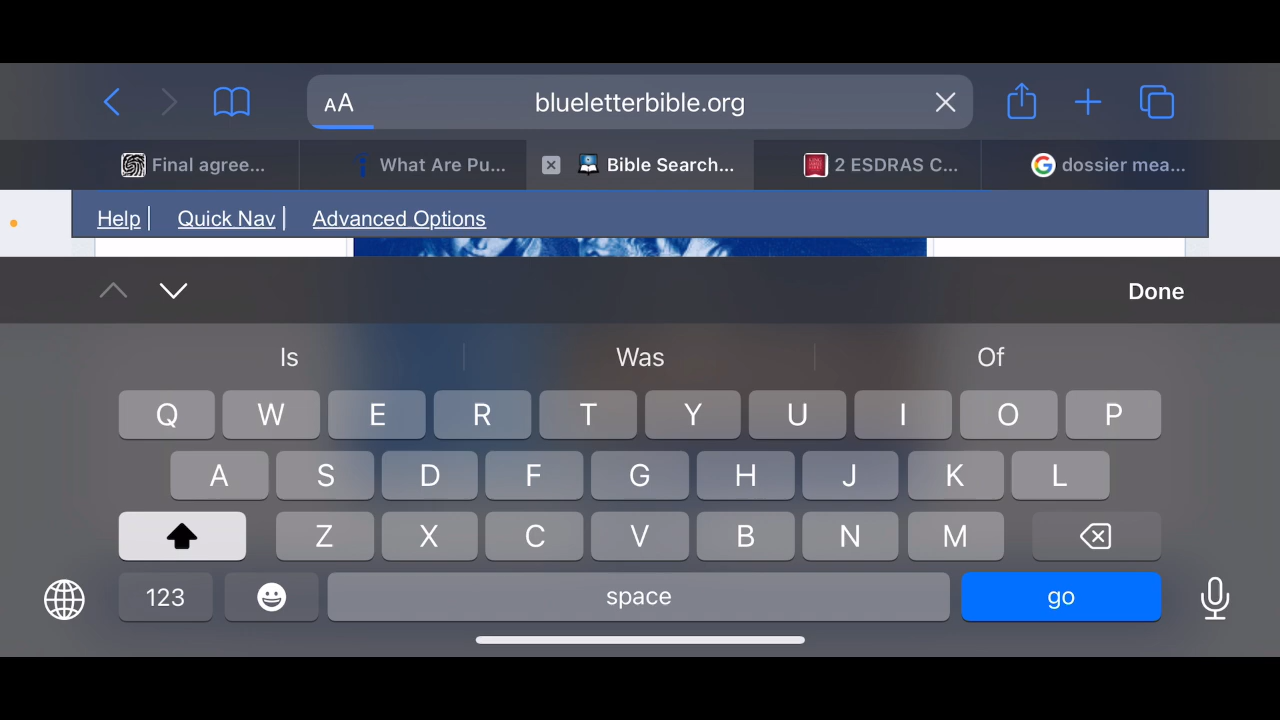 AA blueletterbible.org
Final agree... What Are Pu... Bible Search... 2 ESDRAS C... dossier mea...
Help | Quick Nav | Advanced Options
Done
Is Was Of
Q W E R T Y U I O P
A S D F G H J K L
Z X C V B N M
123 space go